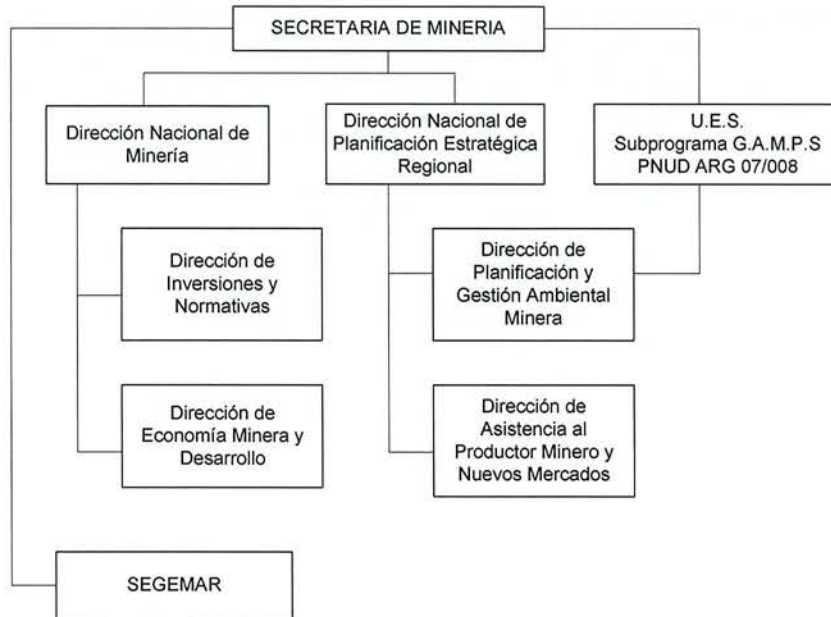 SECRETARIA DE MINERIA
Dirección Nacional de
Minería
Dirección Nacional de
Planificación Estratégica
Regional
U.E.S.
Subprograma G.A.M.P.S
PNUD ARG 07/008
Dirección de
Inversiones y
Normativas
Dirección de
Planificación y
Gestión Ambiental
Minera
Dirección de
Economía Minera y
Desarrollo
Dirección de
Asistencia al
Productor Minero y
Nuevos Mercados
SEGEMAR